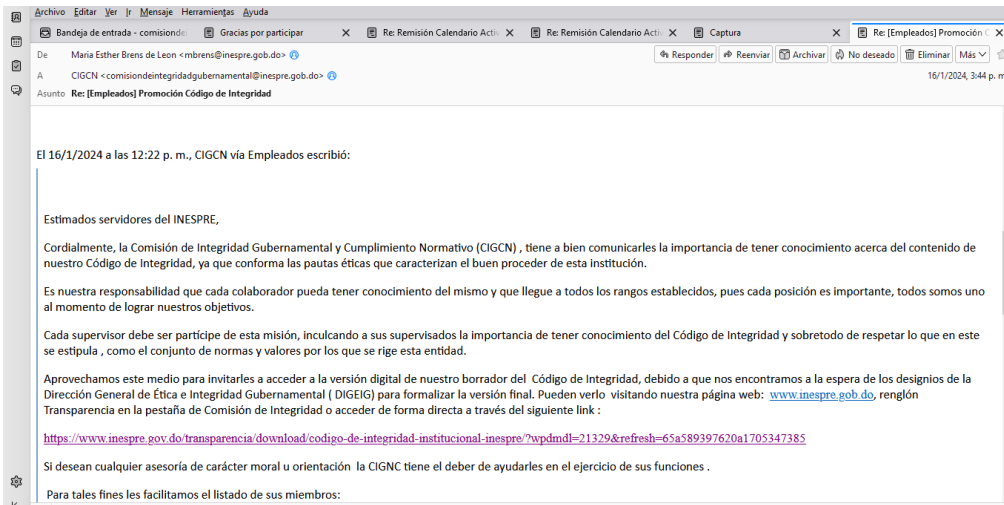 Archivo Editar Ver Ir Mensaje Herramientas Ayuda
Bandeja de entrada - comisionde Gracias por participar Re: Remisión Calendario Activ Re: Remisión Calendario Activ Captura Re: [Empleados] Promoción C
De Maria Esther Brens de Leon <mbrens@inespre.gob.do> Responder Reenviar Archivar No deseado Eliminar Más
A CIGCN <comisiondeintegridadgubernamental@inespre.gob.do> 16/1/2024, 3:44 p. m
Asunto Re: [Empleados] Promoción Código de Integridad
El 16/1/2024 a las 12:22 p. m., CIGCN vía Empleados escribió:
Estimados servidores del INESPRE,
Cordialmente, la Comisión de Integridad Gubernamental y Cumplimiento Normativo (CIGCN) , tiene a bien comunicarles la importancia de tener conocimiento acerca del contenido de
nuestro Código de Integridad, ya que conforma las pautas éticas que caracterizan el buen proceder de esta institución.
Es nuestra responsabilidad que cada colaborador pueda tener conocimiento del mismo y que llegue a todos los rangos establecidos, pues cada posición es importante, todos somos uno
al momento de lograr nuestros objetivos.
Cada supervisor debe ser partícipe de esta misión, inculcando a sus supervisados la importancia de tener conocimiento del Código de Integridad y sobretodo de respetar lo que en este
se estipula , como el conjunto de normas y valores por los que se rige esta entidad.
Aprovechamos este medio para invitarles a acceder a la versión digital de nuestro borrador del Código de Integridad, debido a que nos encontramos a la espera de los designios de la
Dirección General de Ética e Integridad Gubernamental ( DIGEIG) para formalizar la versión final. Pueden verlo visitando nuestra página web: www.inespre.gob.do, renglón
Transparencia en la pestaña de Comisión de Integridad o acceder de forma directa a través del siguiente link :
https://www.inespre.gov.do/transparencia/download/codigo-de-integridad-institucional-inespre/?wpdmdl=21329&refresh=65a589397620a1705347385
Si desean cualquier asesoría de carácter moral u orientación la CIGNC tiene el deber de ayudarles en el ejercicio de sus funciones .
Para tales fines les facilitamos el listado de sus miembros: